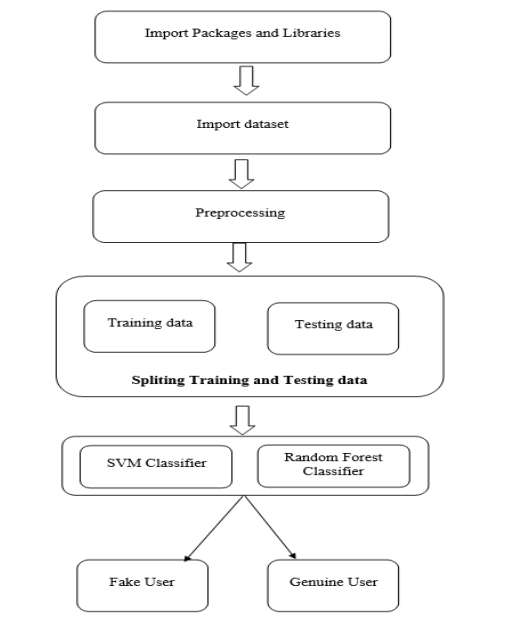 Import Packages and Libraries
Import dataset
Preprocessing
Training data
Testing data
Spliting Training and Testing data
SVM Classifier
Random Forest
Classifier
Fake User
Genuine User